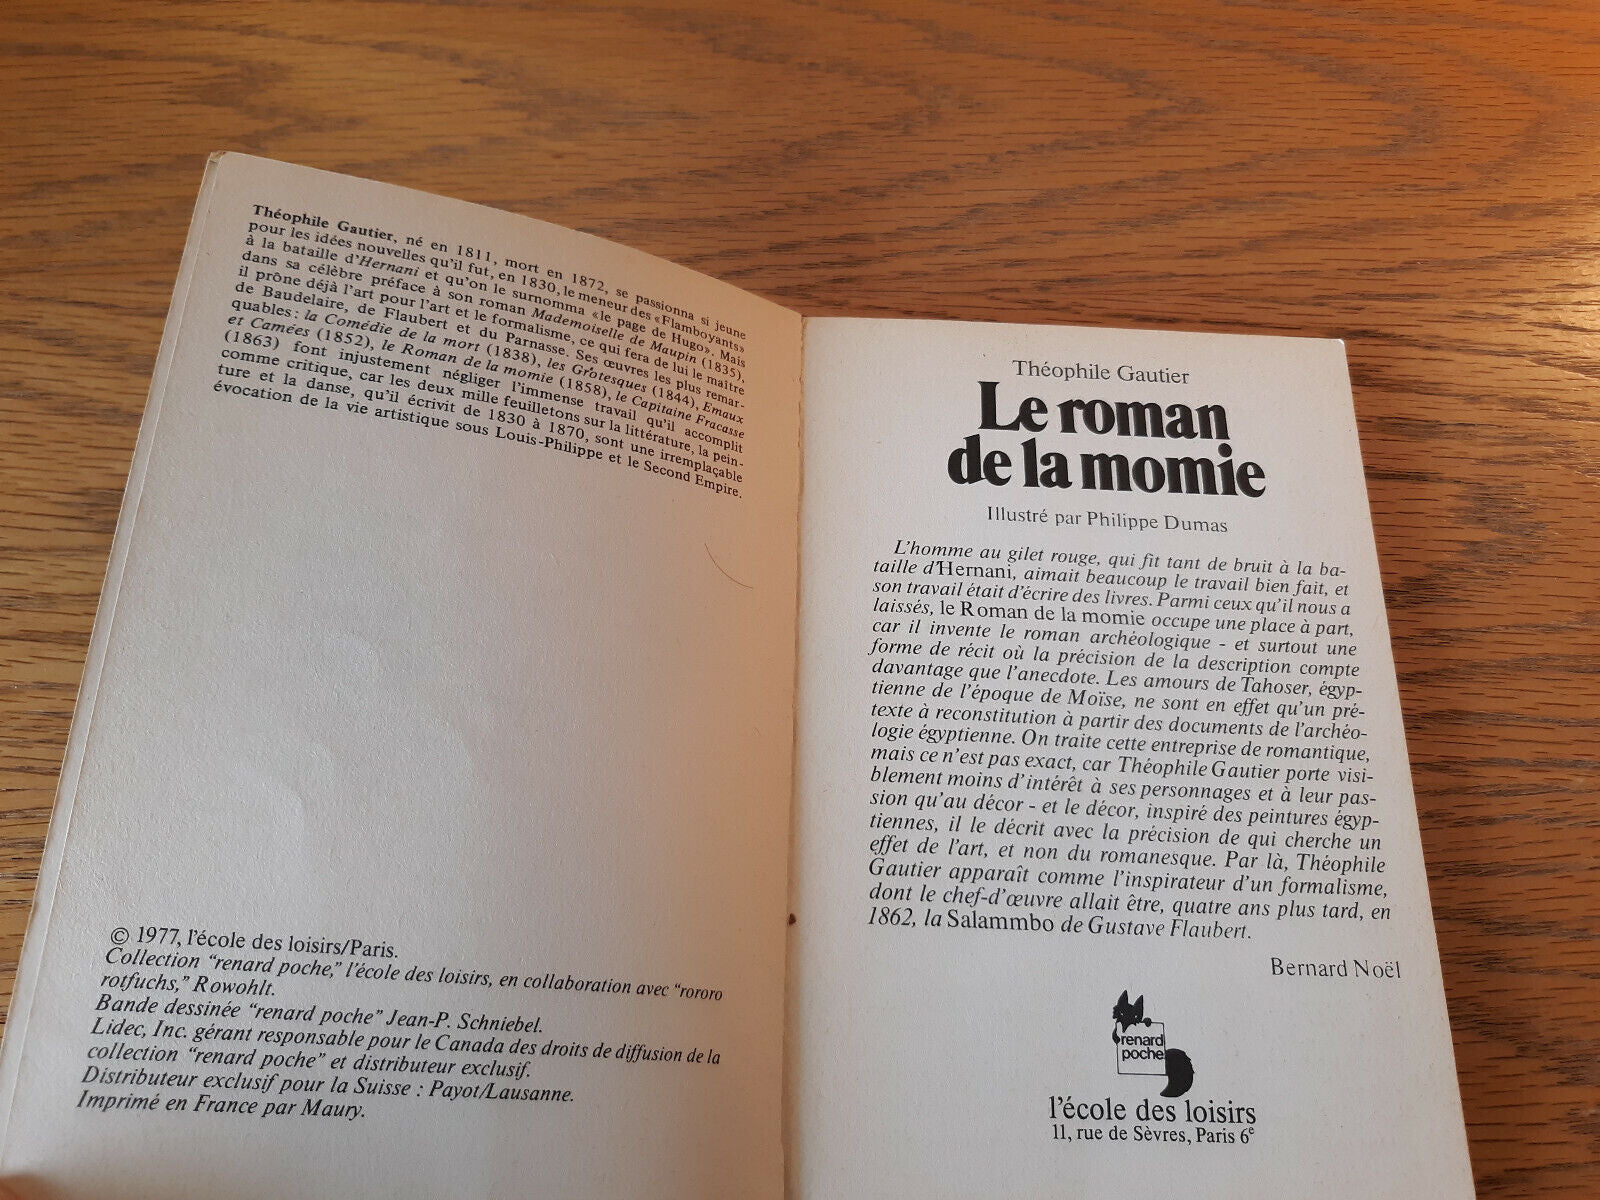 Théophile Gautier, né en 1811, mort en 1872, se passionna si jeune
pour les idées nouvelles qu'il fut, en 1830, le meneur des «Flamboyants»
à la bataille d'Hernani et qu'on le surnomma «le page de Hugo». Mais
dans sa célèbre préface à son roman Mademoiselle de Maupin (1835),
il prône déjà l'art pour l'art et le formalisme, ce qui fera de lui le maître
de Baudelaire, de Flaubert et du Parnasse. Ses œuvres les plus remar-
quables: la Comédie de la mort (1838), les Grotesques (1844), Emaux
et Camées (1852), le Roman de la momie (1858), le Capitaine Fracasse
(1863) font injustement négliger l'immense travail qu'il accomplit
comme critique, car les deux mille feuilletons sur la littérature, la pein-
ture et la danse, qu'il écrivit de 1830 à 1870, sont une irremplaçable
évocation de la vie artistique sous Louis-Philippe et le Second Empire.
© 1977, l'école des loisirs/Paris.
Collection "renard poche," l'école des loisirs, en collaboration avec "rororo
rotfuchs," Rowohlt.
Bande dessinée "renard poche" Jean-P. Schniebel.
Lidec, Inc. gérant responsable pour le Canada des droits de diffusion de la
collection "renard poche" et distributeur exclusif.
Distributeur exclusif pour la Suisse : Payot/Lausanne.
Imprimé en France par Maury.
Théophile Gautier
Le roman
de la momie
Illustré par Philippe Dumas
L'homme au gilet rouge, qui fit tant de bruit à la ba-
taille d'Hernani, aimait beaucoup le travail bien fait, et
son travail était d'écrire des livres. Parmi ceux qu'il nous a
laissés, le Roman de la momie occupe une place à part,
car il invente le roman archéologique - et surtout une
forme de récit où la précision de la description compte
davantage que l'anecdote. Les amours de Tahoser, égyp-
tienne de l'époque de Moïse, ne sont en effet qu'un pré-
texte à reconstitution à partir des documents de l'archéo-
logie égyptienne. On traite cette entreprise de romantique,
mais ce n'est pas exact, car Théophile Gautier porte visi-
blement moins d'intérêt à ses personnages et à leur pas-
sion qu'au décor - et le décor, inspiré des peintures égyp-
tiennes, il le décrit avec la précision de qui cherche un
effet de l'art, et non du romanesque. Par là, Théophile
Gautier apparaît comme l'inspirateur d'un formalisme,
dont le chef-d'œuvre allait être, quatre ans plus tard, en
1862, la Salammbo de Gustave Flaubert.
Bernard Noël
renard
poche
l'école des loisirs
11, rue de Sèvres, Paris 6e